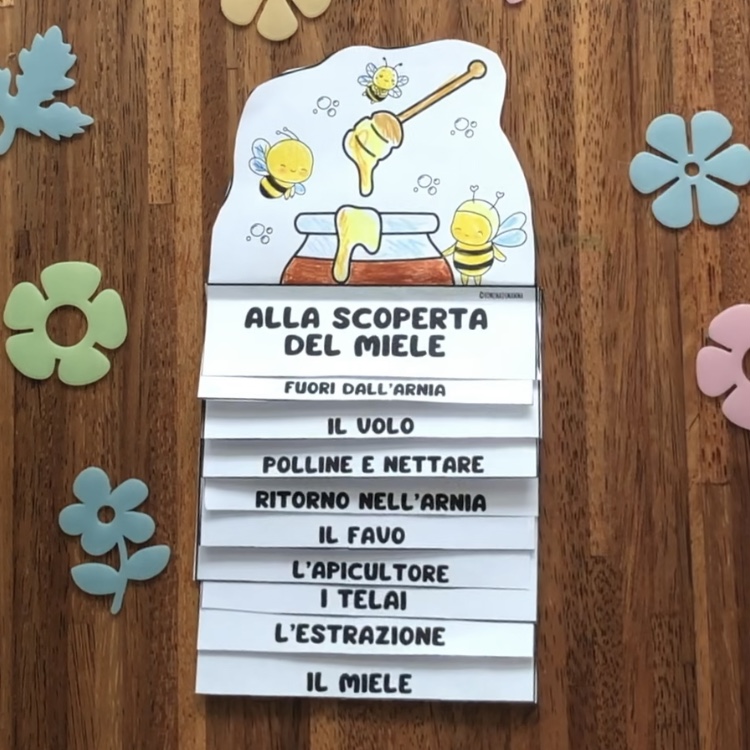 ALLA SCOPERTA
DEL MIELE
FUORI DALL'ARNIA
IL VOLO
POLLINE E NETTARE
RITORNO NELL'ARNIA
IL FAVO
L'APICULTORE
I TELAI
L'ESTRAZIONE
IL MIELE